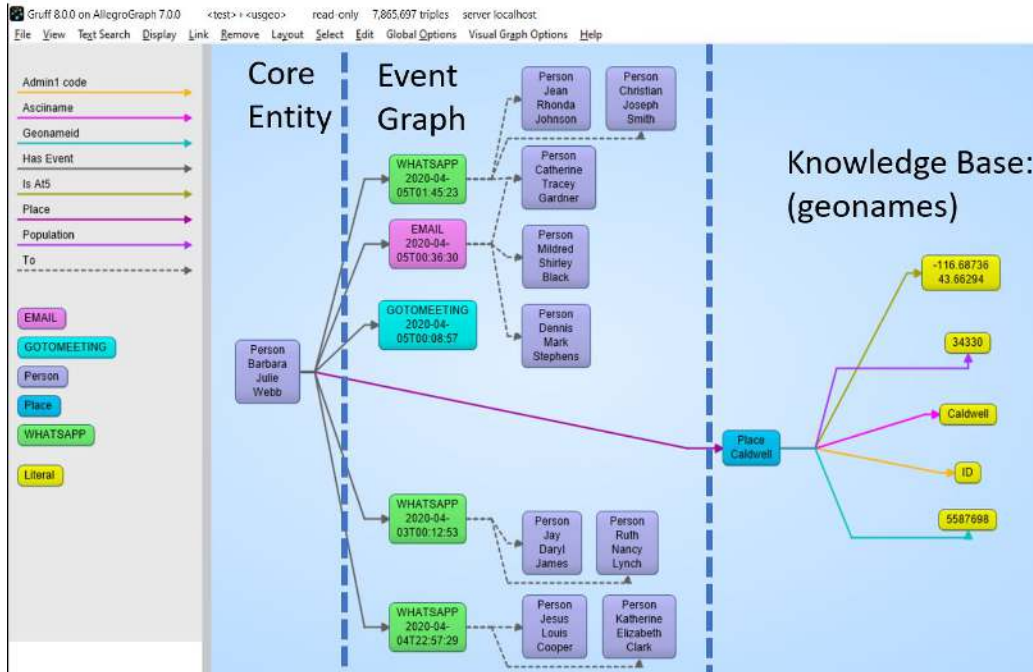 Gruff 8.0.0 on AllegroGraph 7.0.0 <test>+<usgeo> read-only 7,865,697 triples server localhost
File View Text Search Display Link Remove Layout Select Edit Global Options Visual Graph Options Help
Admin1 code
Asciiname
Geonameid
Has Event
Is At5
Place
Population
To
EMAIL
GOTOMEETING
Person
Place
WHATSAPP
Literal
Core
Entity
Event
Graph
Knowledge Base:
(geonames)
Person
Barbara
Julie
Webb
WHATSAPP
2020-04-
05T01:45:23
EMAIL
2020-04-
05T00:36:30
GOTOMEETING
2020-04-
05T00:08:57
WHATSAPP
2020-04-
03T00:12:53
WHATSAPP
2020-04-
04T22:57:29
Person
Jean
Rhonda
Johnson
Person
Christian
Joseph
Smith
Person
Catherine
Tracey
Gardner
Person
Mildred
Shirley
Black
Person
Dennis
Mark
Stephens
Person
Jay
Daryl
James
Person
Ruth
Nancy
Lynch
Person
Jesus
Louis
Cooper
Person
Katherine
Elizabeth
Clark
Place
Caldwell
-116.68736
43.66294
34330
Caldwell
ID
5587698